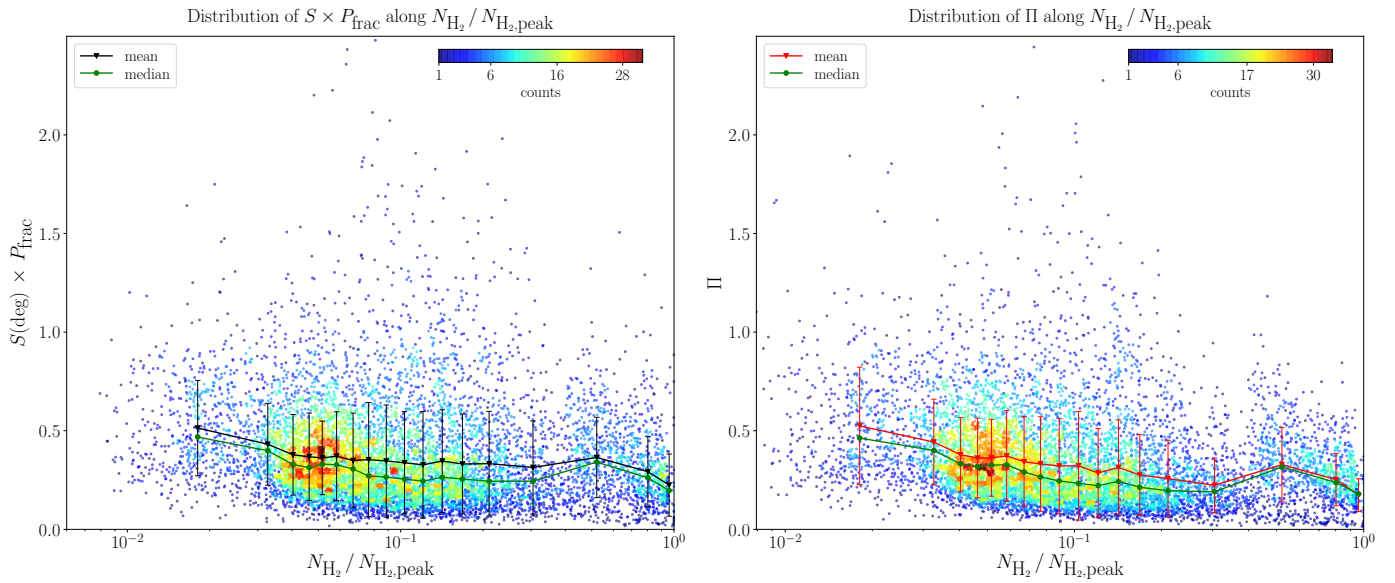 Distribution of S × P_frac along N_H₂ / N_H₂,peak
mean
median
1 6 16 28
counts
2.0
1.5
1.0
0.5
0.0
S(deg) × P_frac
10⁻² 10⁻¹ 10⁰
N_H₂ / N_H₂,peak
Distribution of Π along N_H₂ / N_H₂,peak
mean
median
1 6 17 30
counts
2.0
1.5
1.0
0.5
0.0
Π
10⁻² 10⁻¹ 10⁰
N_H₂ / N_H₂,peak